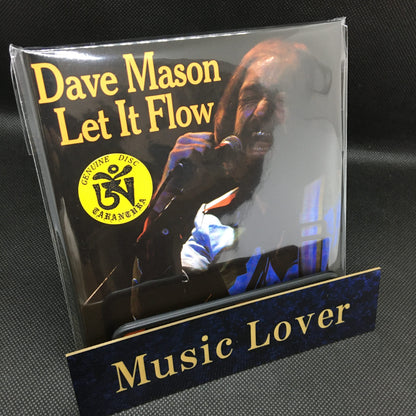 Dave Mason
Let It Flow
GENUINE DISC
TARANTURA
Music Lover